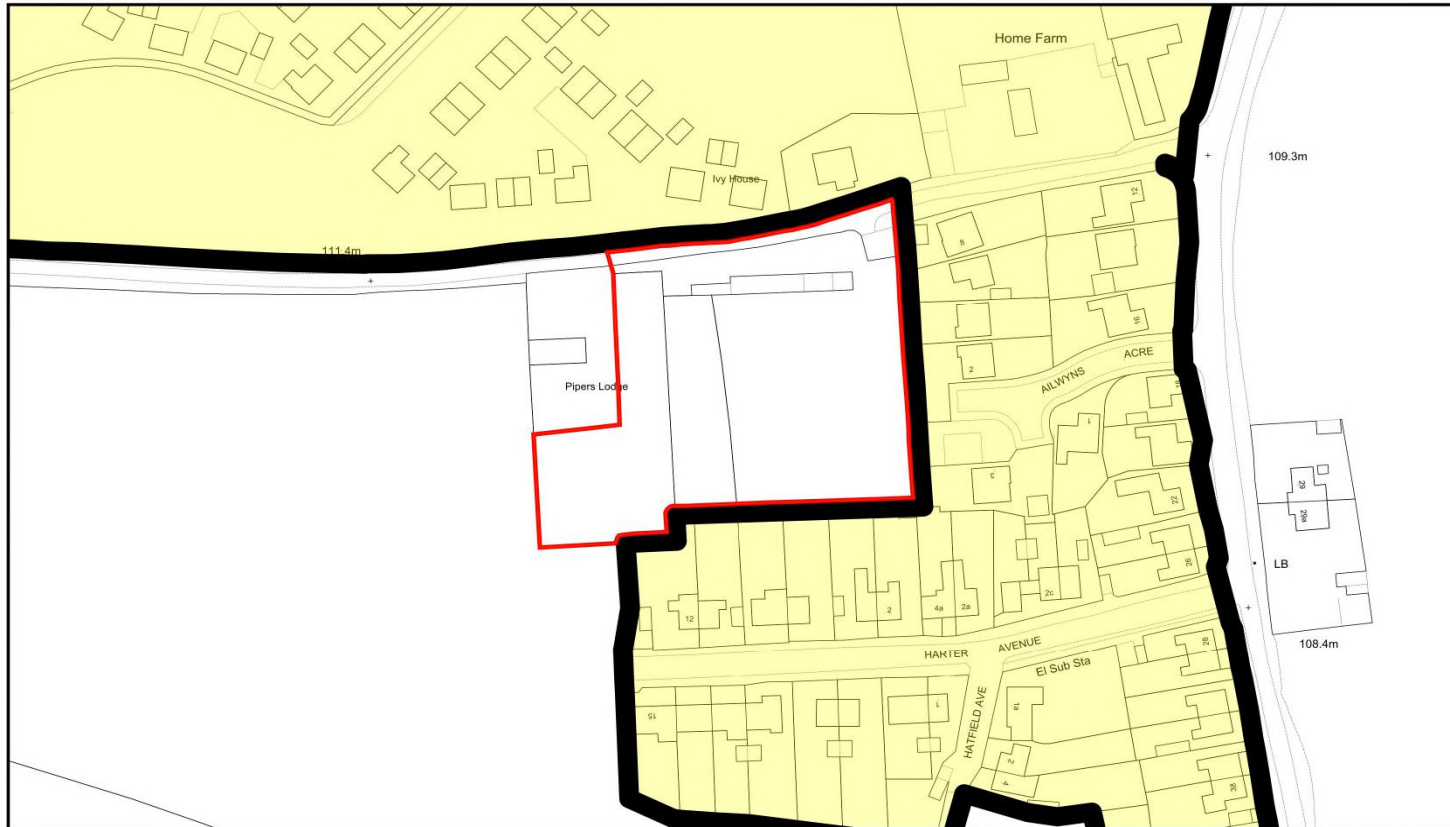 Home Farm
109.3m
Ivy House
12
8
111.4m
16
ACRE
AILWYNS
2
Pipers Lodge
18
1
3
22
29
29a
26
LB
2c
12
2
4a
2a
HARTER AVENUE
28
108.4m
El Sub Sta
15
1
1a
HATFIELD AVE
2
4
38